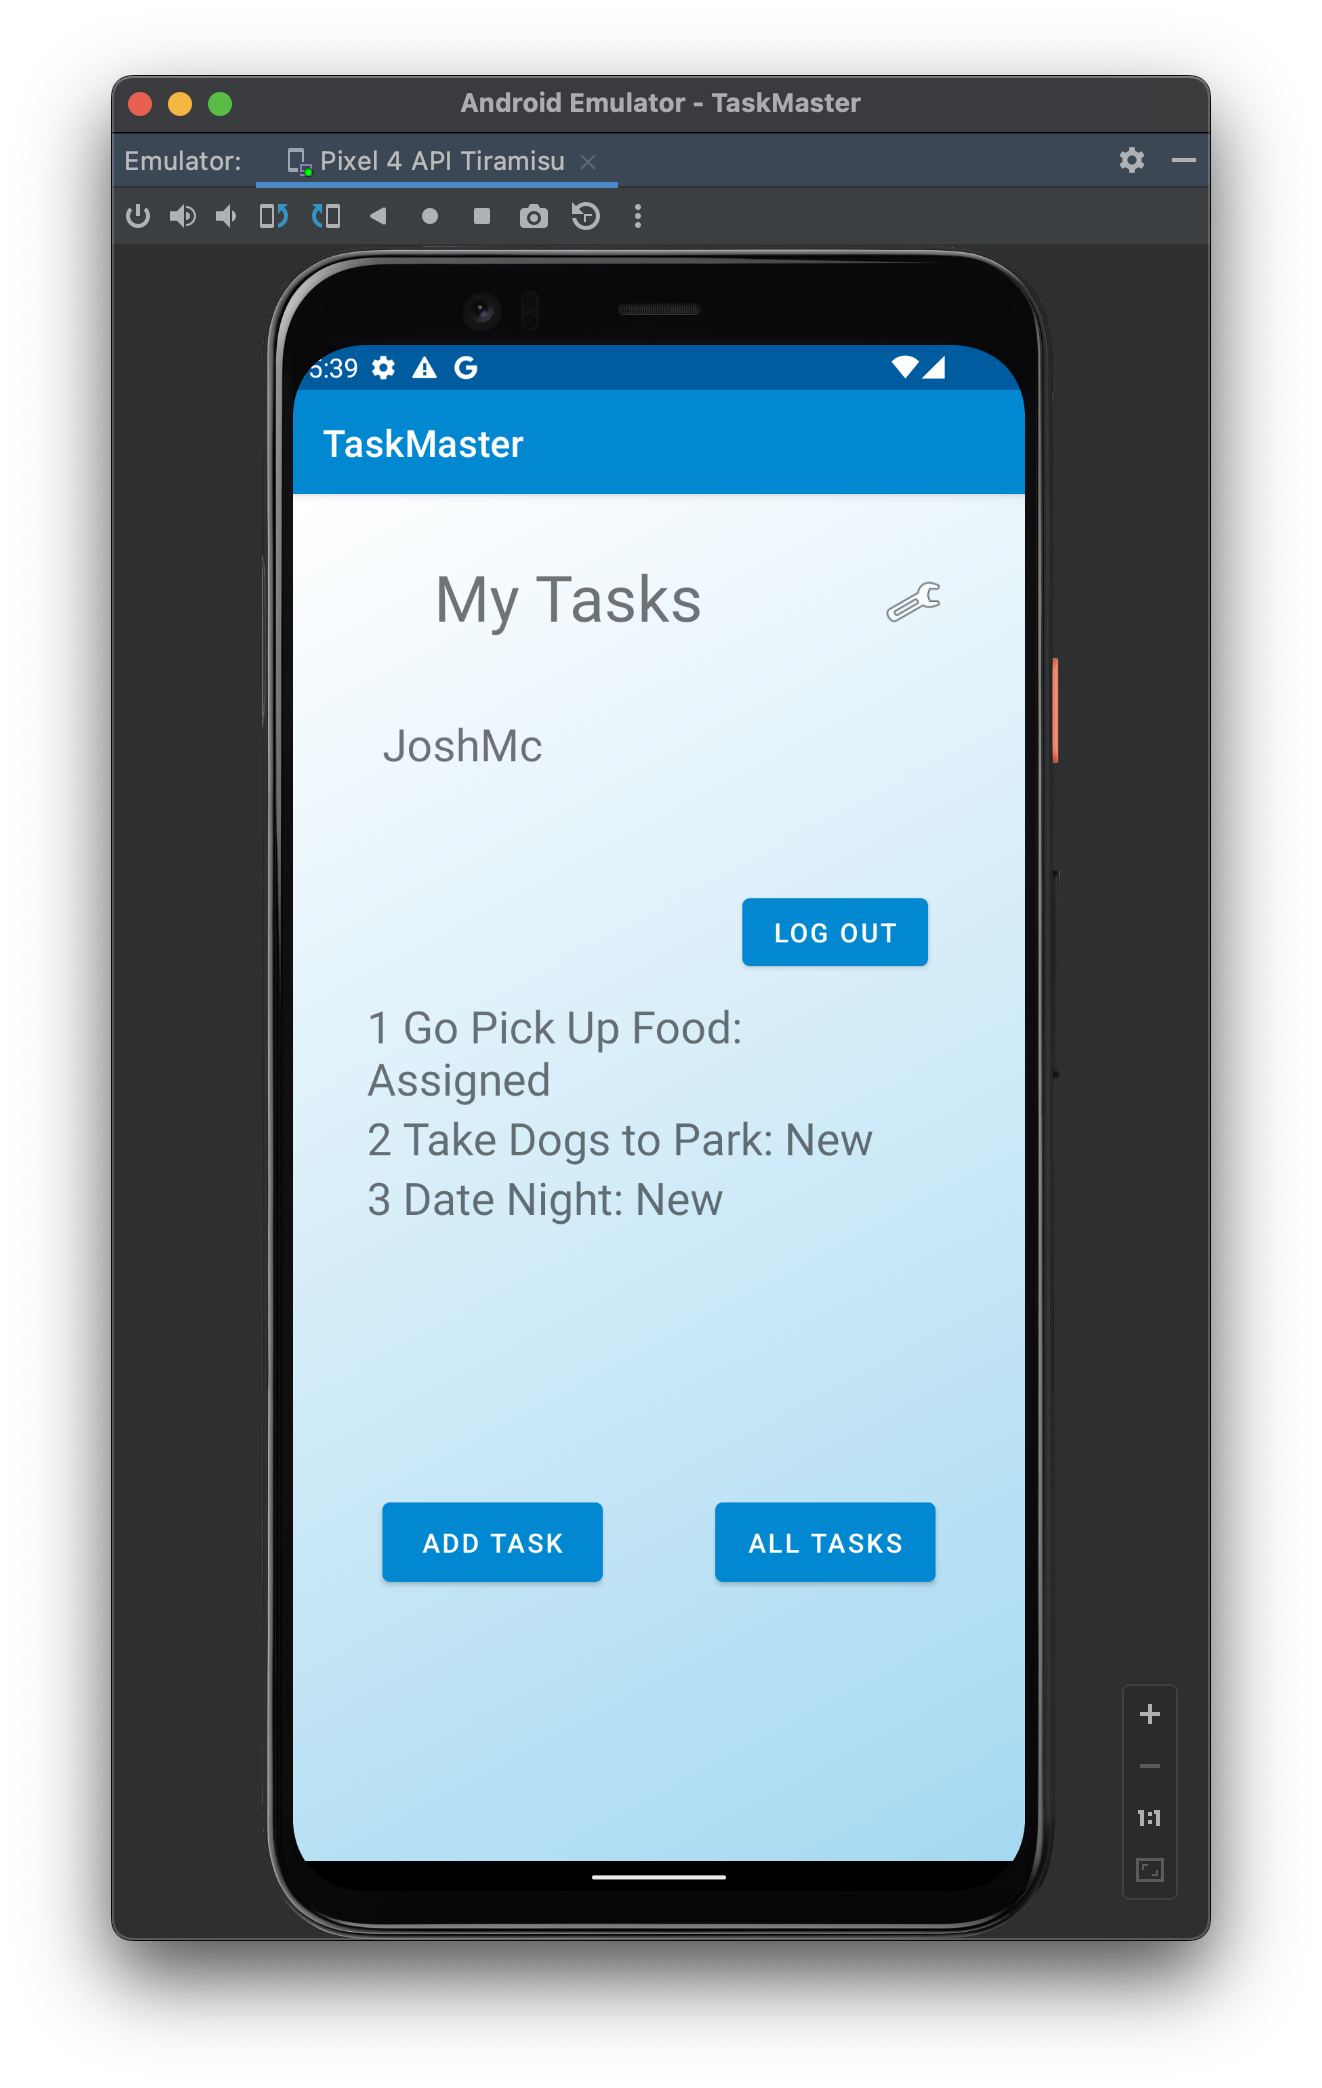 Android Emulator - TaskMaster
Emulator: Pixel 4 API Tiramisu
5:39
TaskMaster
My Tasks
JoshMc
LOG OUT
1 Go Pick Up Food:
Assigned
2 Take Dogs to Park: New
3 Date Night: New
ADD TASK ALL TASKS
1:1